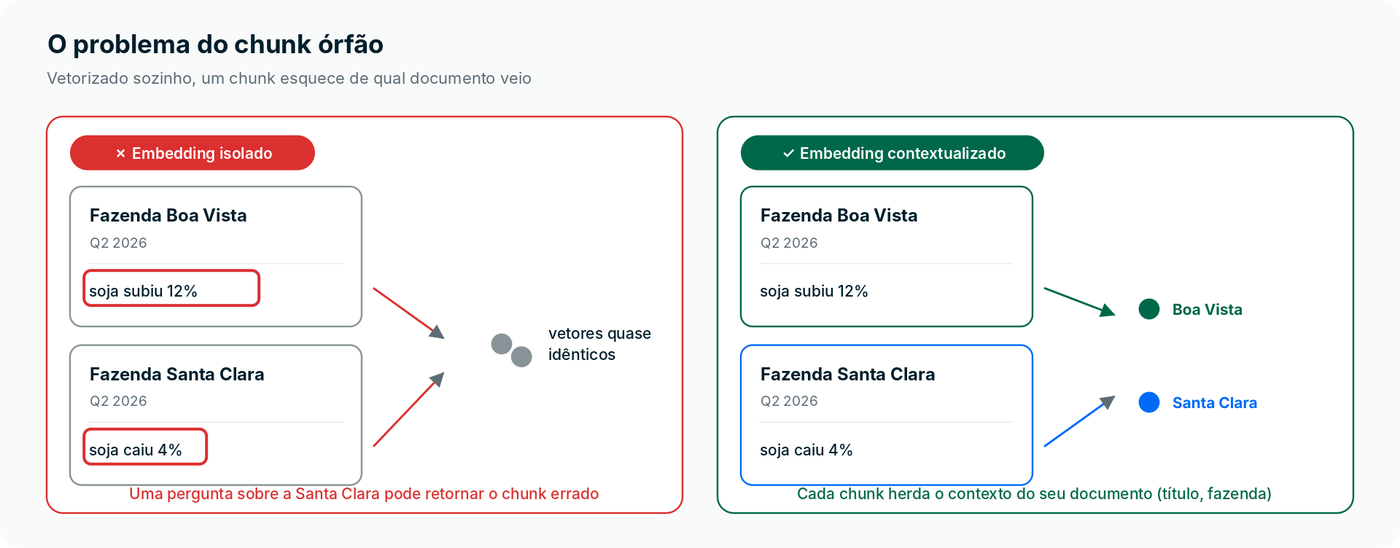 O problema do chunk órfão
Vetorizado sozinho, um chunk esquece de qual documento veio
× Embedding isolado
Fazenda Boa Vista
Q2 2026
soja subiu 12%
Fazenda Santa Clara
Q2 2026
soja caiu 4%
vetores quase
idênticos
Uma pergunta sobre a Santa Clara pode retornar o chunk errado
✓ Embedding contextualizado
Fazenda Boa Vista
Q2 2026
soja subiu 12%
Fazenda Santa Clara
Q2 2026
soja caiu 4%
Boa Vista
Santa Clara
Cada chunk herda o contexto do seu documento (título, fazenda)